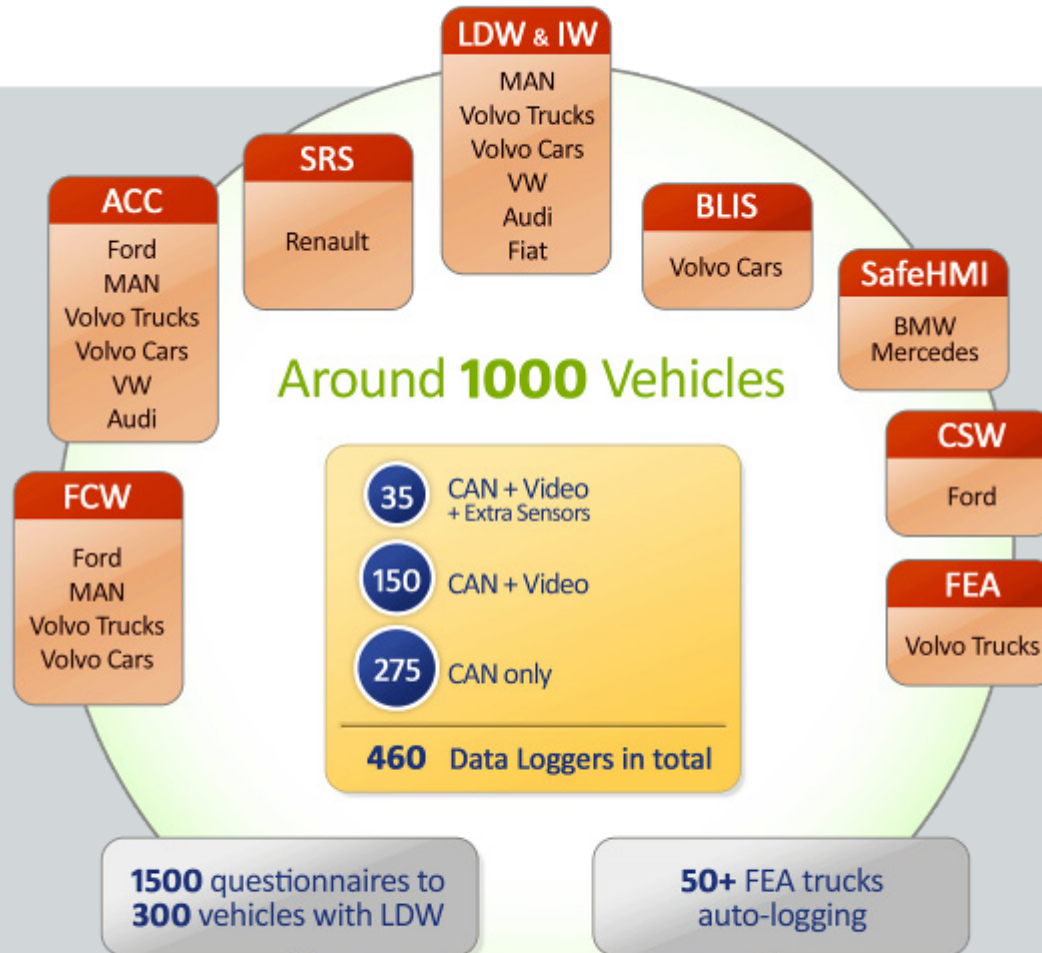 LDW & IW
MAN
Volvo Trucks
Volvo Cars
VW
Audi
Fiat
SRS
Renault
ACC
Ford
MAN
Volvo Trucks
Volvo Cars
VW
Audi
BLIS
Volvo Cars
SafeHMI
BMW
Mercedes
CSW
Ford
FEA
Volvo Trucks
FCW
Ford
MAN
Volvo Trucks
Volvo Cars
Around 1000 Vehicles
35 CAN + Video
+ Extra Sensors
150 CAN + Video
275 CAN only
460 Data Loggers in total
1500 questionnaires to
300 vehicles with LDW
50+ FEA trucks
auto-logging